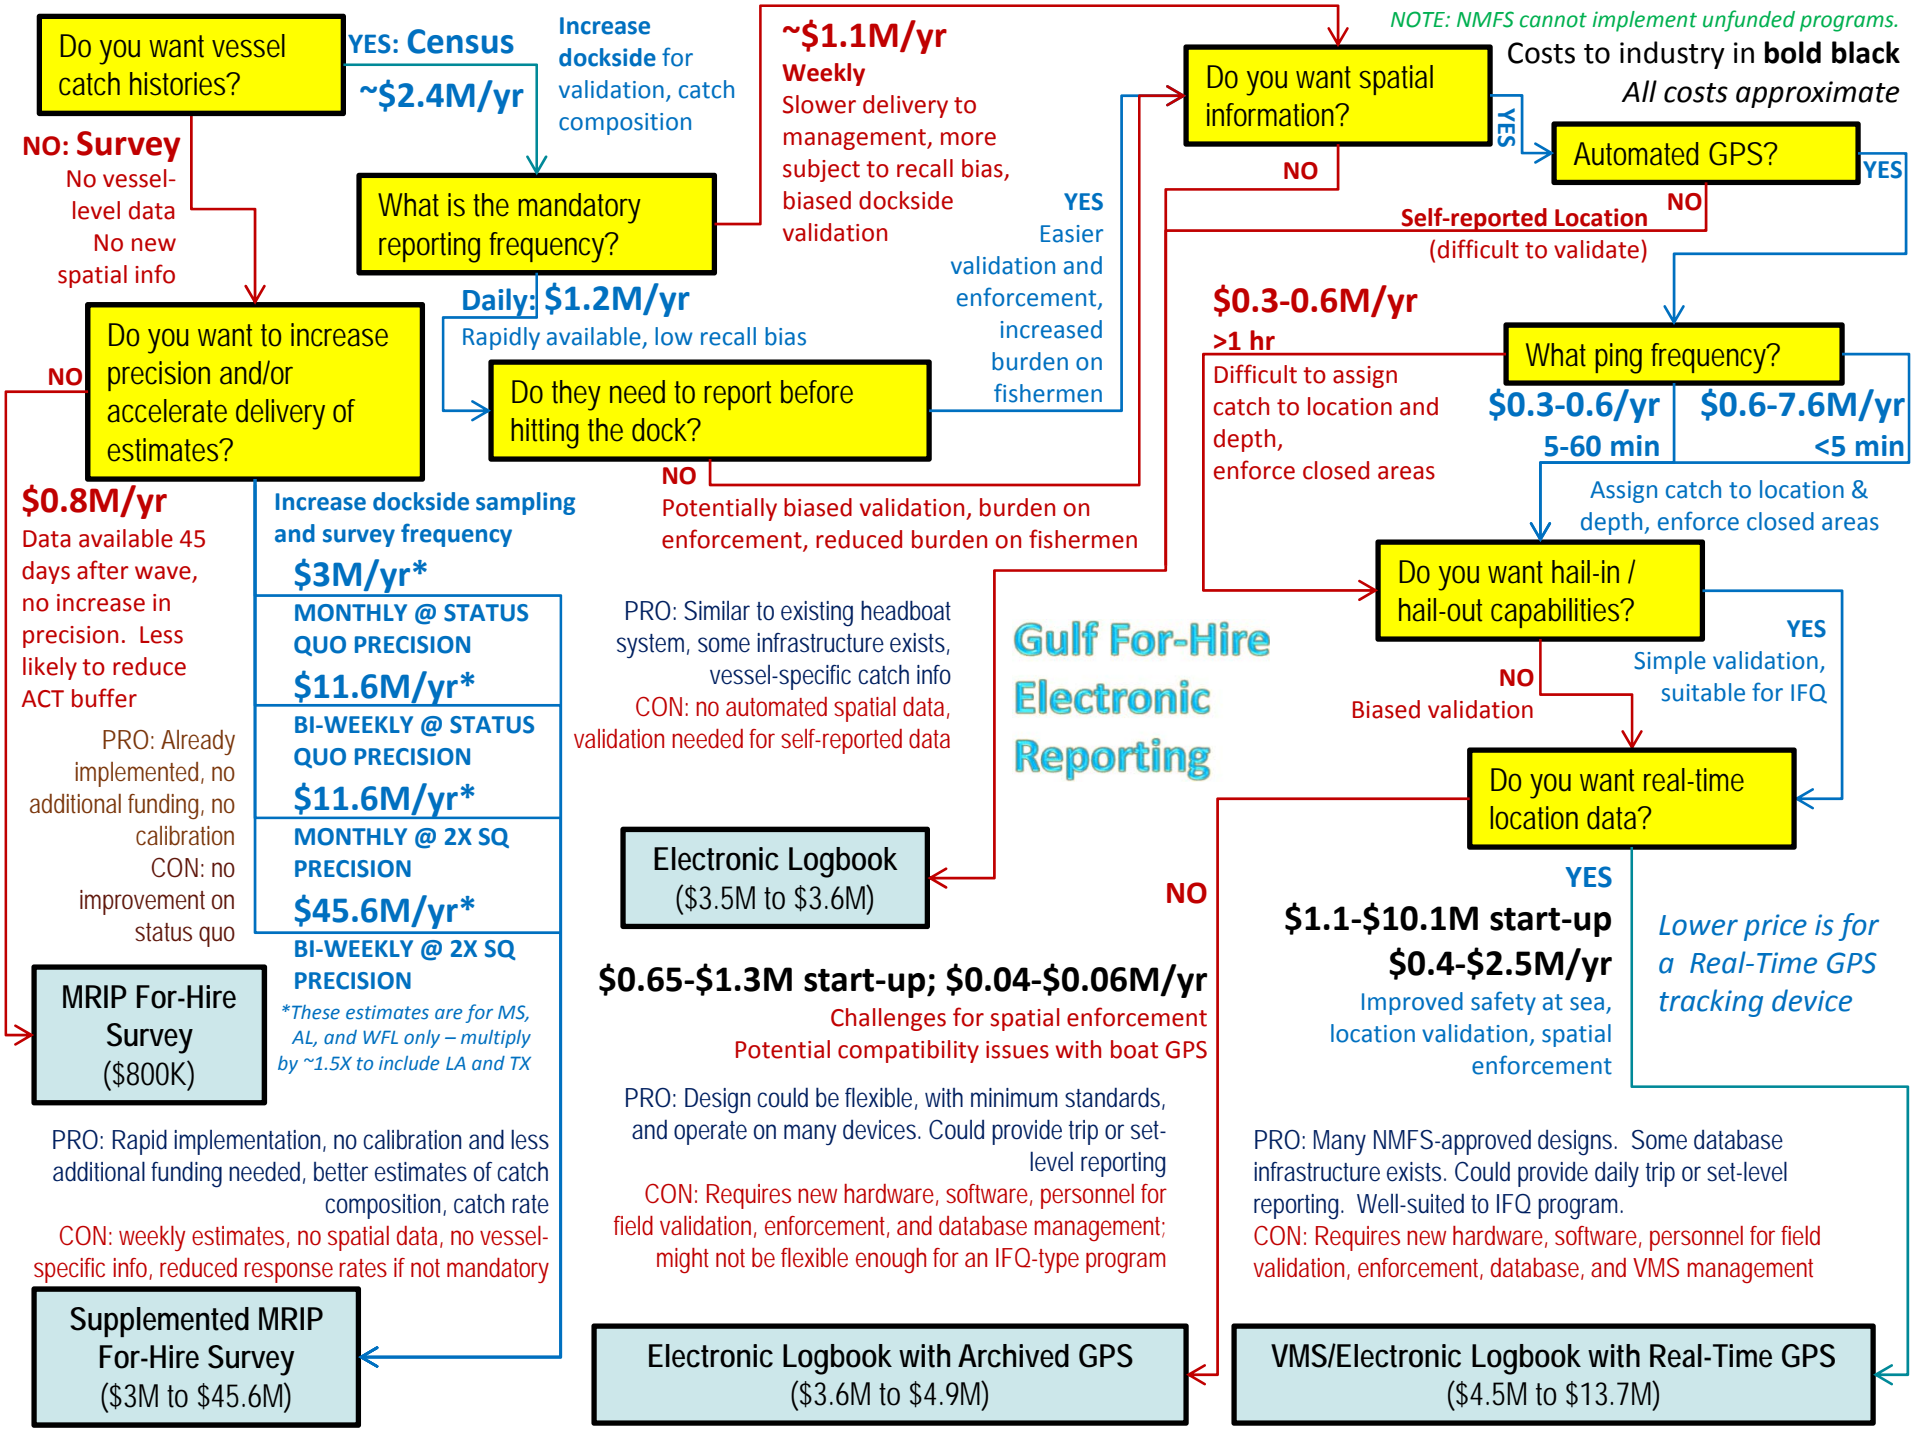 NOTE: NMFS cannot implement unfunded programs.
Costs to industry in bold black
All costs approximate
Do you want vessel
catch histories?
YES: Census
~$2.4M/yr
Increase
dockside for
validation, catch
composition
~$1.1M/yr
Weekly
Slower delivery to
management, more
subject to recall bias,
biased dockside
validation
Do you want spatial
information?
YES
Automated GPS?
YES
NO
NO
Self-reported Location
(difficult to validate)
NO: Survey
No vessel-
level data
No new
spatial info
What is the mandatory
reporting frequency?
YES
Easier
validation and
enforcement,
increased
burden on
fishermen
Daily: $1.2M/yr
Rapidly available, low recall bias
Do you want to increase
precision and/or
accelerate delivery of
estimates?
NO
Do they need to report before
hitting the dock?
NO
Potentially biased validation, burden on
enforcement, reduced burden on fishermen
$0.3-0.6M/yr
>1 hr
Difficult to assign
catch to location and
depth,
enforce closed areas
What ping frequency?
$0.3-0.6/yr
5-60 min
$0.6-7.6M/yr
<5 min
Assign catch to location &
depth, enforce closed areas
$0.8M/yr
Data available 45
days after wave,
no increase in
precision. Less
likely to reduce
ACT buffer
PRO: Already
implemented, no
additional funding, no
calibration
CON: no
improvement on
status quo
Increase dockside sampling
and survey frequency
$3M/yr*
MONTHLY @ STATUS
QUO PRECISION
$11.6M/yr*
BI-WEEKLY @ STATUS
QUO PRECISION
$11.6M/yr*
MONTHLY @ 2X SQ
PRECISION
$45.6M/yr*
BI-WEEKLY @ 2X SQ
PRECISION
*These estimates are for MS,
AL, and WFL only – multiply
by ~1.5X to include LA and TX
PRO: Similar to existing headboat
system, some infrastructure exists,
vessel-specific catch info
CON: no automated spatial data,
validation needed for self-reported data
Gulf For-Hire
Electronic
Reporting
Do you want hail-in /
hail-out capabilities?
YES
Simple validation,
suitable for IFQ
NO
Biased validation
Do you want real-time
location data?
Electronic Logbook
($3.5M to $3.6M)
NO
$0.65-$1.3M start-up; $0.04-$0.06M/yr
Challenges for spatial enforcement
Potential compatibility issues with boat GPS
YES
$1.1-$10.1M start-up
$0.4-$2.5M/yr
Improved safety at sea,
location validation, spatial
enforcement
Lower price is for
a Real-Time GPS
tracking device
MRIP For-Hire
Survey
($800K)
PRO: Rapid implementation, no calibration and less
additional funding needed, better estimates of catch
composition, catch rate
CON: weekly estimates, no spatial data, no vessel-
specific info, reduced response rates if not mandatory
PRO: Design could be flexible, with minimum standards,
and operate on many devices. Could provide trip or set-
level reporting
CON: Requires new hardware, software, personnel for
field validation, enforcement, and database management;
might not be flexible enough for an IFQ-type program
PRO: Many NMFS-approved designs. Some database
infrastructure exists. Could provide daily trip or set-level
reporting. Well-suited to IFQ program.
CON: Requires new hardware, software, personnel for field
validation, enforcement, database, and VMS management
Supplemented MRIP
For-Hire Survey
($3M to $45.6M)
Electronic Logbook with Archived GPS
($3.6M to $4.9M)
VMS/Electronic Logbook with Real-Time GPS
($4.5M to $13.7M)